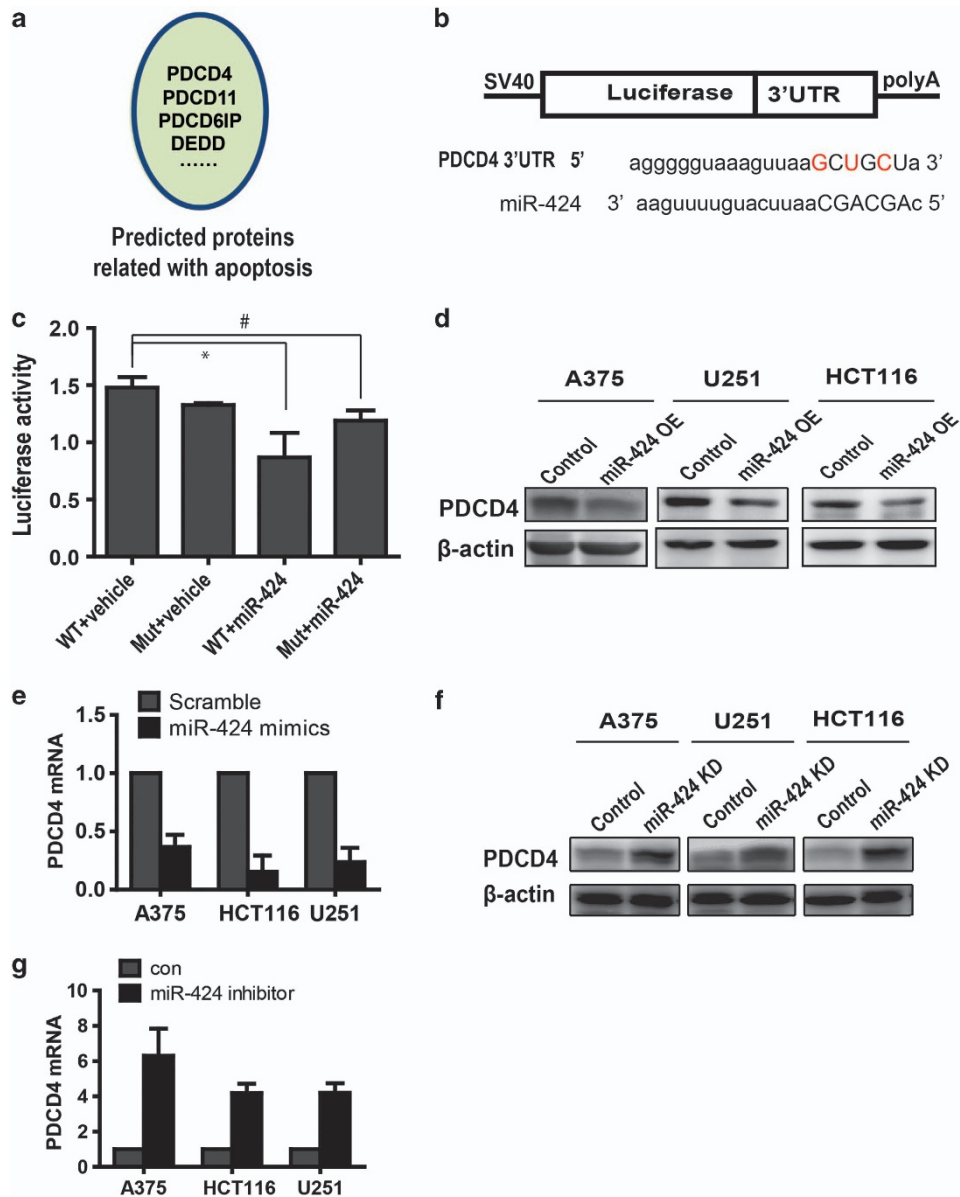 a
PDCD4
PDCD11
PDCD6IP
DEDD
......
Predicted proteins
related with apoptosis
b
SV40
Luciferase
3'UTR
polyA
PDCD4 3'UTR 5' aggggguaaaguuaaGCUGCUa 3'
miR-424 3' aaguuuuguacuuaaCGACGAc 5'
c
Luciferase activity
2.0
1.5
1.0
0.5
0.0
#
*
WT+vehicle
Mut+vehicle
WT+miR-424
Mut+miR-424
d
A375
U251
HCT116
Control
miR-424 OE
Control
miR-424 OE
Control
miR-424 OE
PDCD4
β-actin
e
Scramble
miR-424 mimics
PDCD4 mRNA
1.5
1.0
0.5
0.0
A375
HCT116
U251
f
A375
U251
HCT116
Control
miR-424 KD
Control
miR-424 KD
Control
miR-424 KD
PDCD4
β-actin
g
con
miR-424 inhibitor
PDCD4 mRNA
10
8
6
4
2
0
A375
HCT116
U251